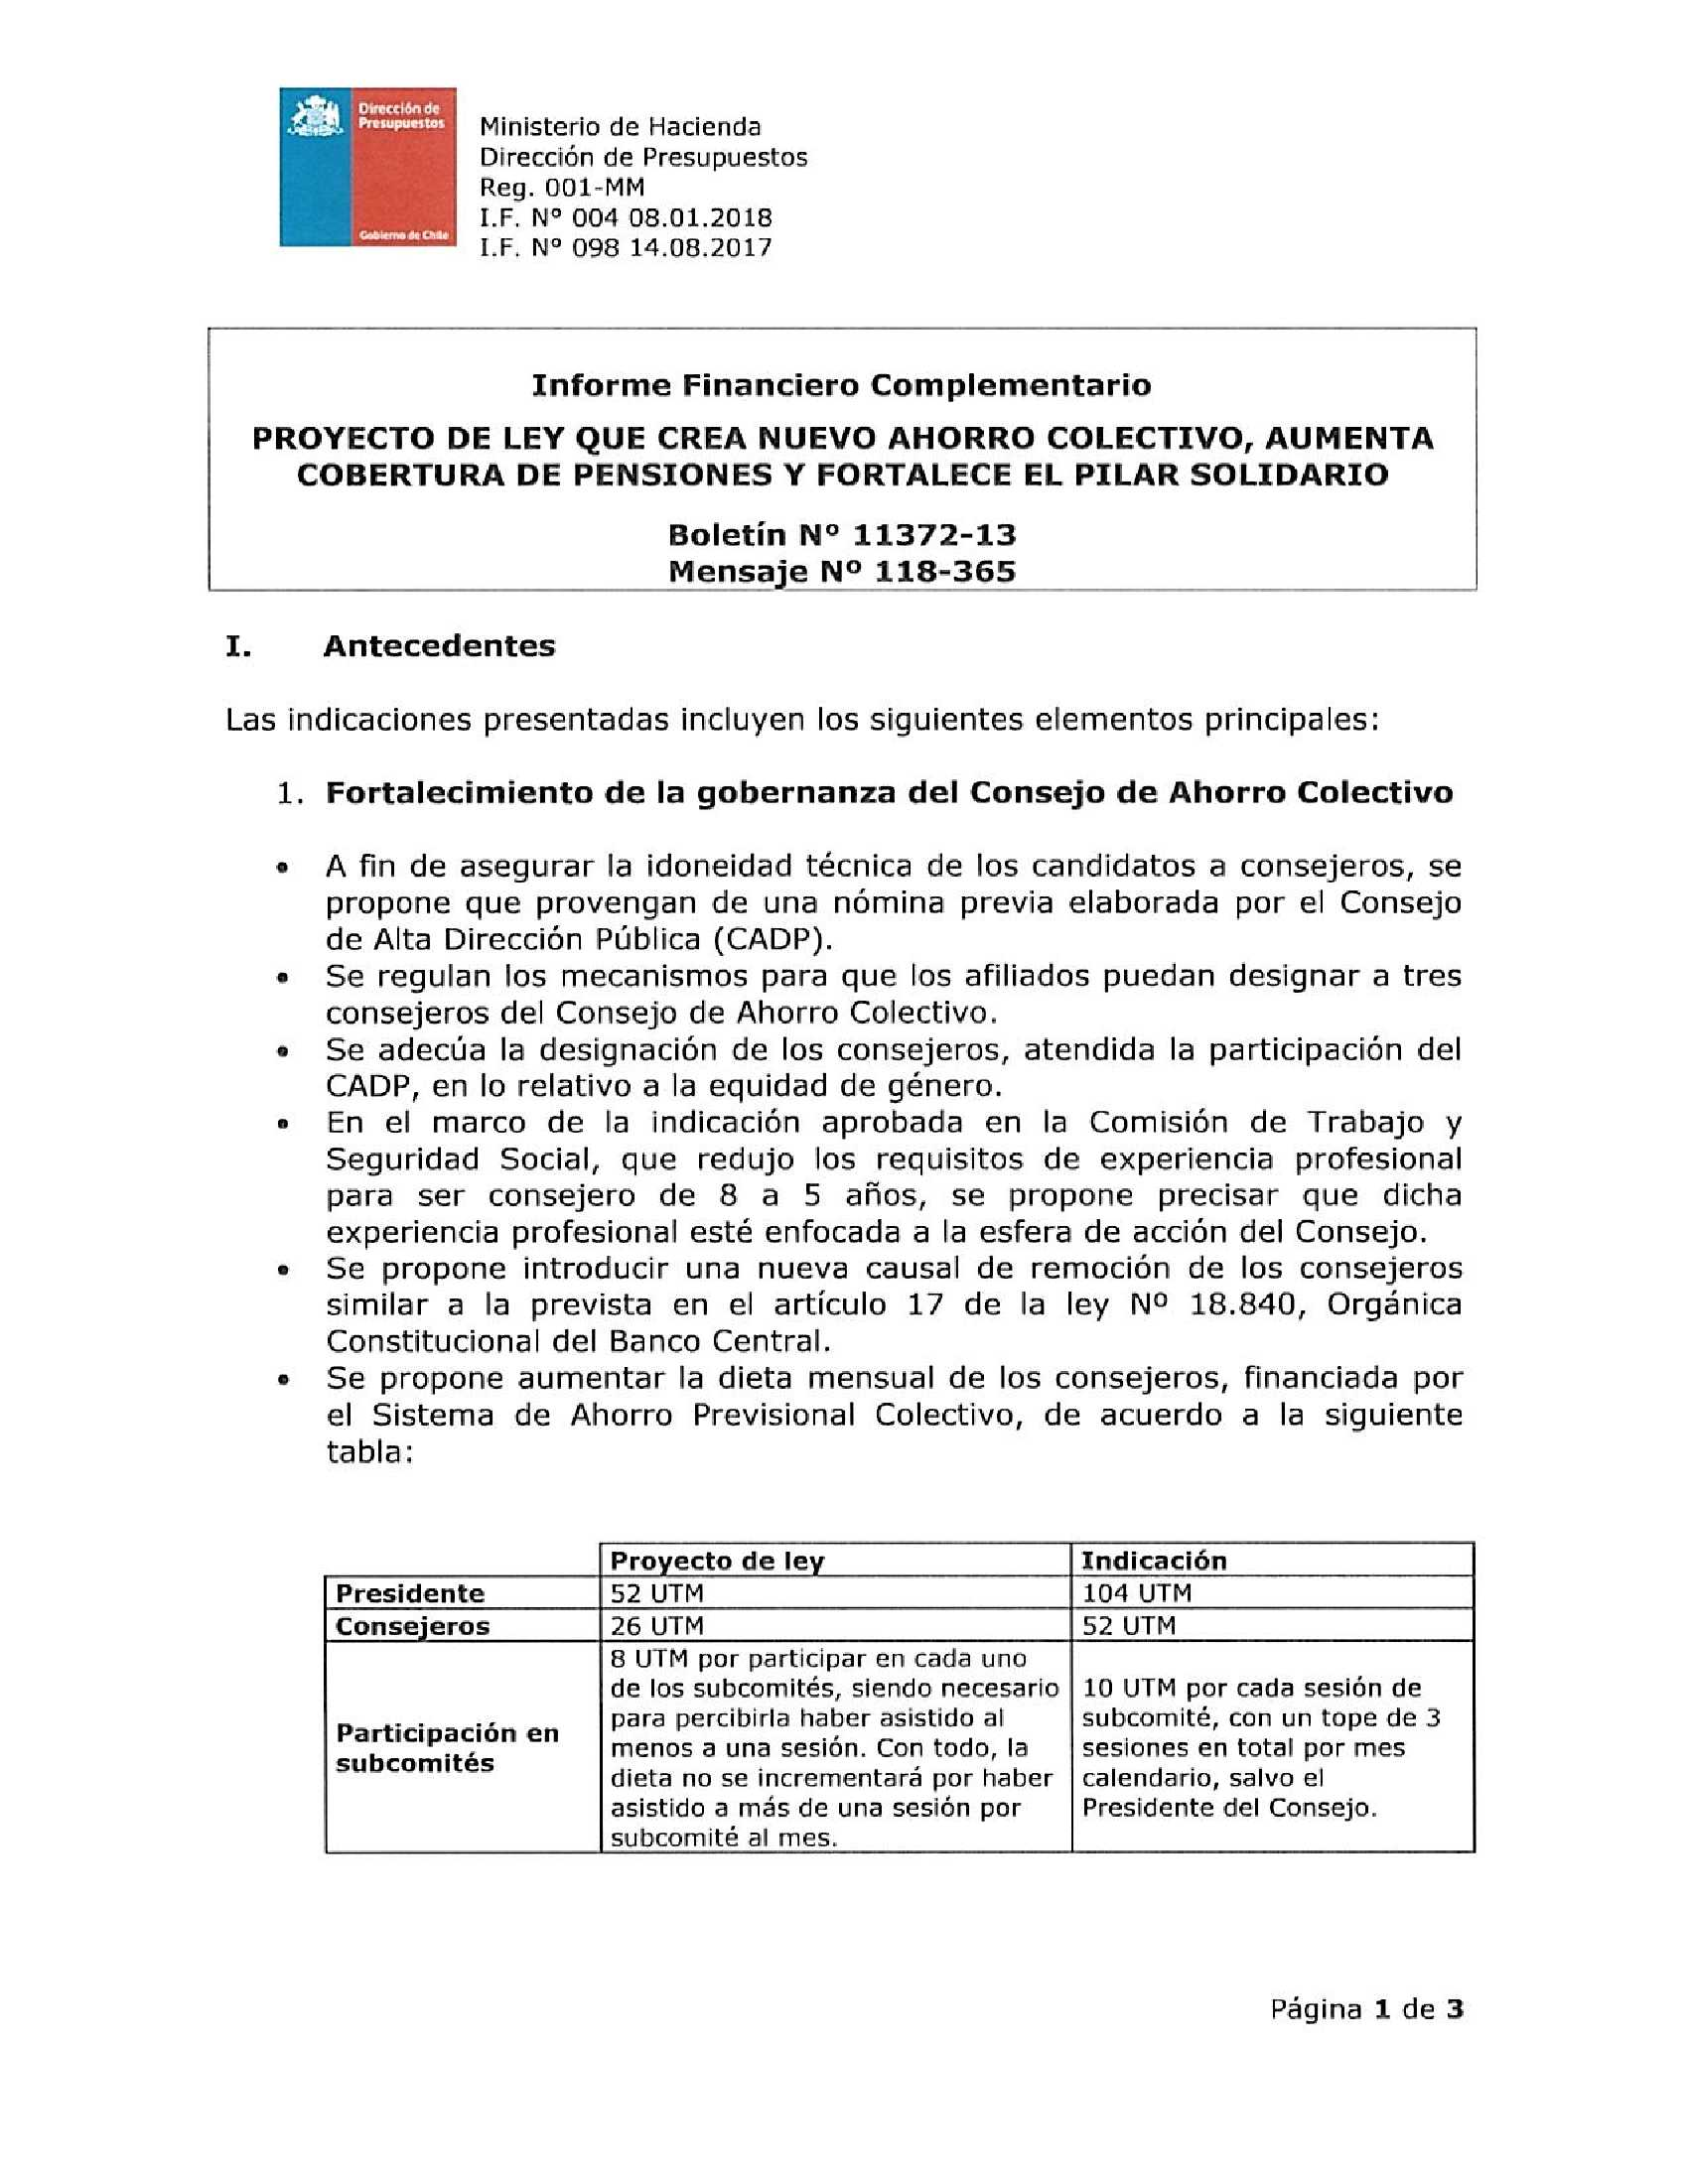 Dirección de
Presupuestos
Gobierno de Chile
Ministerio de Hacienda
Dirección de Presupuestos
Reg. 001-MM
I.F. Nº 004 08.01.2018
I.F. Nº 098 14.08.2017
Informe Financiero Complementario
PROYECTO DE LEY QUE CREA NUEVO AHORRO COLECTIVO, AUMENTA
COBERTURA DE PENSIONES Y FORTALECE EL PILAR SOLIDARIO
Boletín Nº 11372-13
Mensaje Nº 118-365
I. Antecedentes
Las indicaciones presentadas incluyen los siguientes elementos principales:
1. Fortalecimiento de la gobernanza del Consejo de Ahorro Colectivo
• A fin de asegurar la idoneidad técnica de los candidatos a consejeros, se
propone que provengan de una nómina previa elaborada por el Consejo
de Alta Dirección Pública (CADP).
• Se regulan los mecanismos para que los afiliados puedan designar a tres
consejeros del Consejo de Ahorro Colectivo.
• Se adecúa la designación de los consejeros, atendida la participación del
CADP, en lo relativo a la equidad de género.
• En el marco de la indicación aprobada en la Comisión de Trabajo y
Seguridad Social, que redujo los requisitos de experiencia profesional
para ser consejero de 8 a 5 años, se propone precisar que dicha
experiencia profesional esté enfocada a la esfera de acción del Consejo.
• Se propone introducir una nueva causal de remoción de los consejeros
similar a la prevista en el artículo 17 de la ley Nº 18.840, Orgánica
Constitucional del Banco Central.
• Se propone aumentar la dieta mensual de los consejeros, financiada por
el Sistema de Ahorro Previsional Colectivo, de acuerdo a la siguiente
tabla:
Proyecto de ley Indicación
Presidente 52 UTM 104 UTM
Consejeros 26 UTM 52 UTM
Participación en
subcomités
8 UTM por participar en cada uno
de los subcomités, siendo necesario
para percibirla haber asistido al
menos a una sesión. Con todo, la
dieta no se incrementará por haber
asistido a más de una sesión por
subcomité al mes.
10 UTM por cada sesión de
subcomité, con un tope de 3
sesiones en total por mes
calendario, salvo el
Presidente del Consejo.
Página 1 de 3